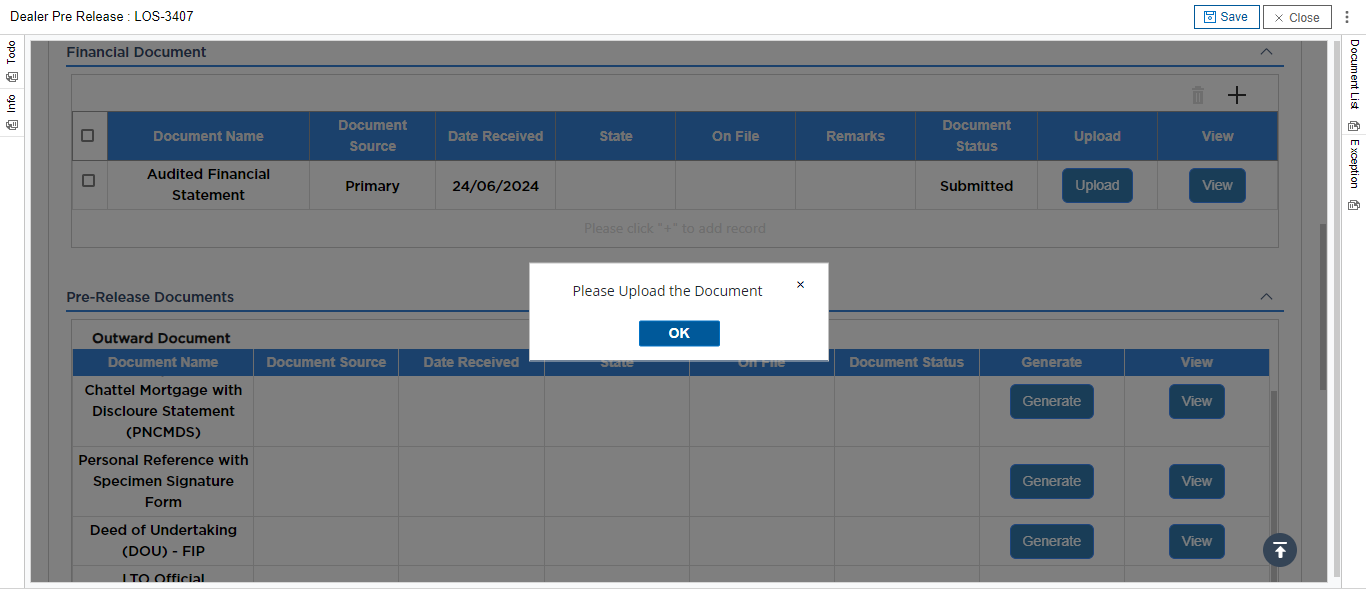 Dealer Pre Release : LOS-3407
Save
Close
Todo
Info
Document List
Exception
Financial Document
Document Name
Document
Source
Date Received
State
On File
Remarks
Document
Status
Upload
View
Audited Financial
Statement
Primary
24/06/2024
Submitted
Upload
View
Please click "+" to add record
Please Upload the Document
×
OK
Pre-Release Documents
Outward Document
Document Name
Document Source
Date Received
State
On File
Document Status
Generate
View
Chattel Mortgage with
Discloure Statement
(PNCMDS)
Generate
View
Personal Reference with
Specimen Signature
Form
Generate
View
Deed of Undertaking
(DOU) - FIP
Generate
View
LTO Official